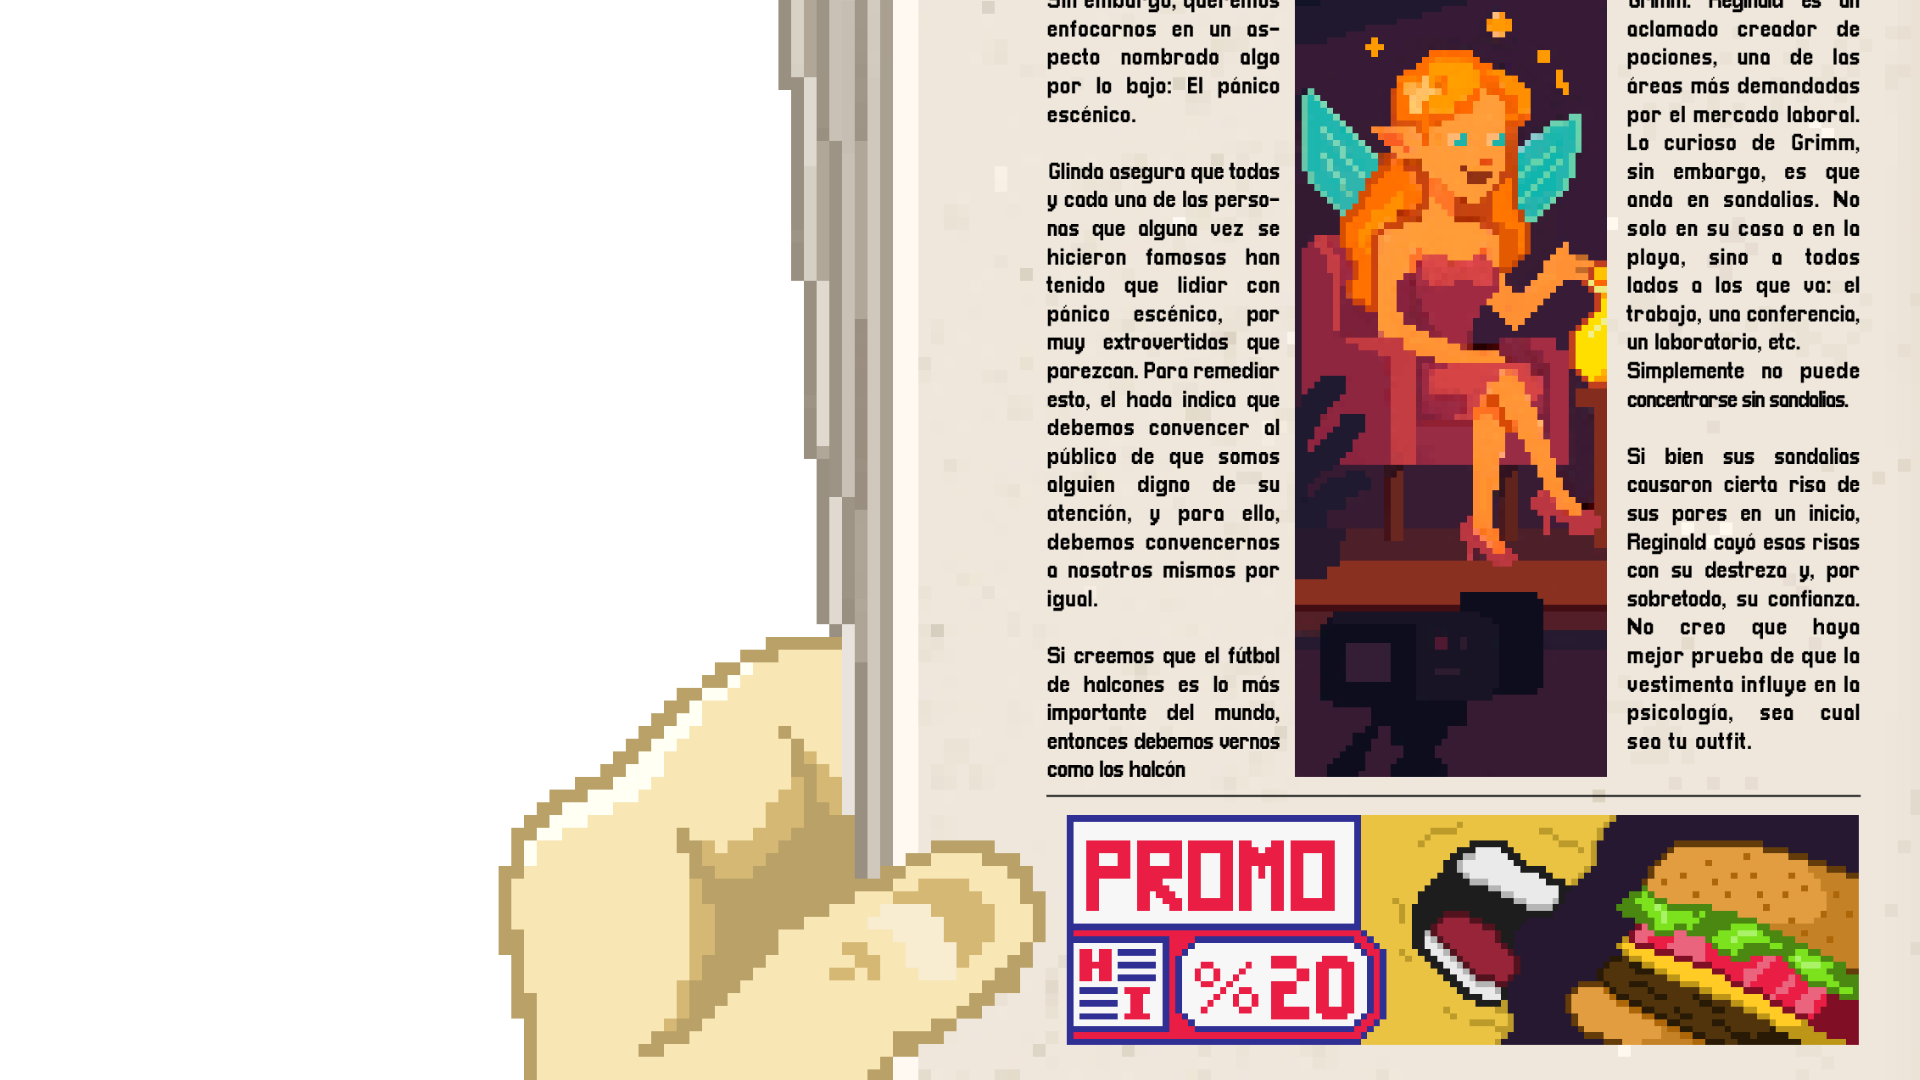 Sin embargo, queremos
enfocarnos en un as-
pecto nombrado algo
por lo bajo: El pánico
escénico.
Glinda asegura que todas
y cada una de las perso-
nas que alguna vez se
hicieron famosas han
tenido que lidiar con
pánico escénico, por
muy extrovertidas que
parezcan. Para remediar
esto, el hada indica que
debemos convencer al
público de que somos
alguien digno de su
atención, y para ello,
debemos convencernos
a nosotros mismos por
igual.
Si creemos que el fútbol
de halcones es lo más
importante del mundo,
entonces debemos vernos
como los halcón
Grimm. Reginald es un
aclamado creador de
pociones, una de las
áreas más demandadas
por el mercado laboral.
Lo curioso de Grimm,
sin embargo, es que
anda en sandalias. No
solo en su casa o en la
playa, sino a todos
lados a los que va: el
trabajo, una conferencia,
un laboratorio, etc.
Simplemente no puede
concentrarse sin sandalias.
Si bien sus sandalias
causaron cierta risa de
sus pares en un inicio,
Reginald cayó esas risas
con su destreza y, por
sobretodo, su confianza.
No creo que haya
mejor prueba de que la
vestimenta influye en la
psicología, sea cual
sea tu outfit.
PROMO
H
I
%20